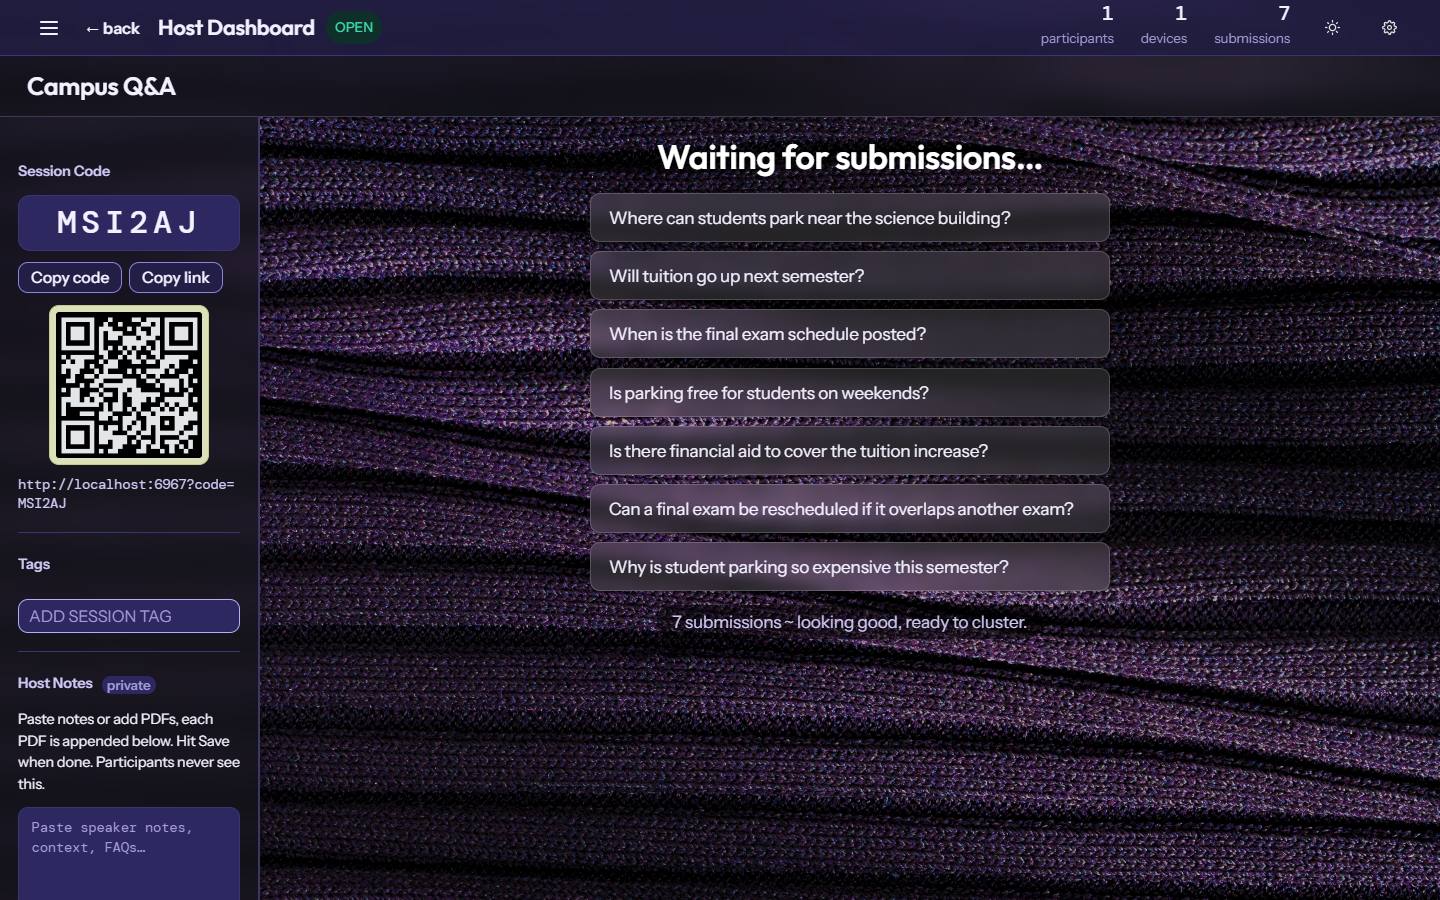 ← back
Host Dashboard
OPEN
1
participants
1
devices
7
submissions
Campus Q&A
Session Code
MSI2AJ
Copy code
Copy link
http://localhost:6967?code=
MSI2AJ
Tags
ADD SESSION TAG
Host Notes
private
Paste notes or add PDFs, each
PDF is appended below. Hit Save
when done. Participants never see
this.
Paste speaker notes,
context, FAQs…
Waiting for submissions...
Where can students park near the science building?
Will tuition go up next semester?
When is the final exam schedule posted?
Is parking free for students on weekends?
Is there financial aid to cover the tuition increase?
Can a final exam be rescheduled if it overlaps another exam?
Why is student parking so expensive this semester?
7 submissions ~ looking good, ready to cluster.